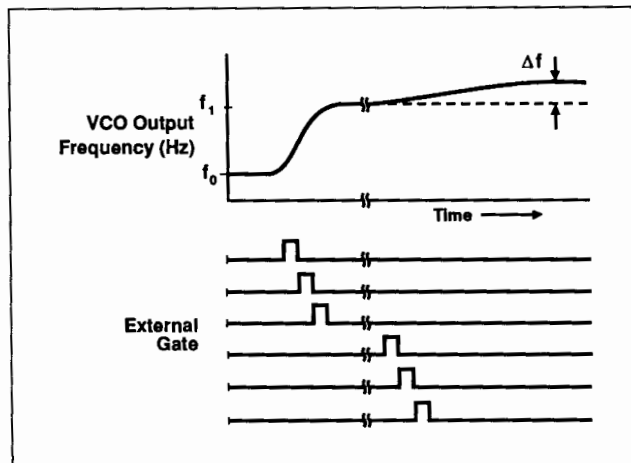 Δf
f1
VCO Output
Frequency (Hz)
f0
Time
External
Gate